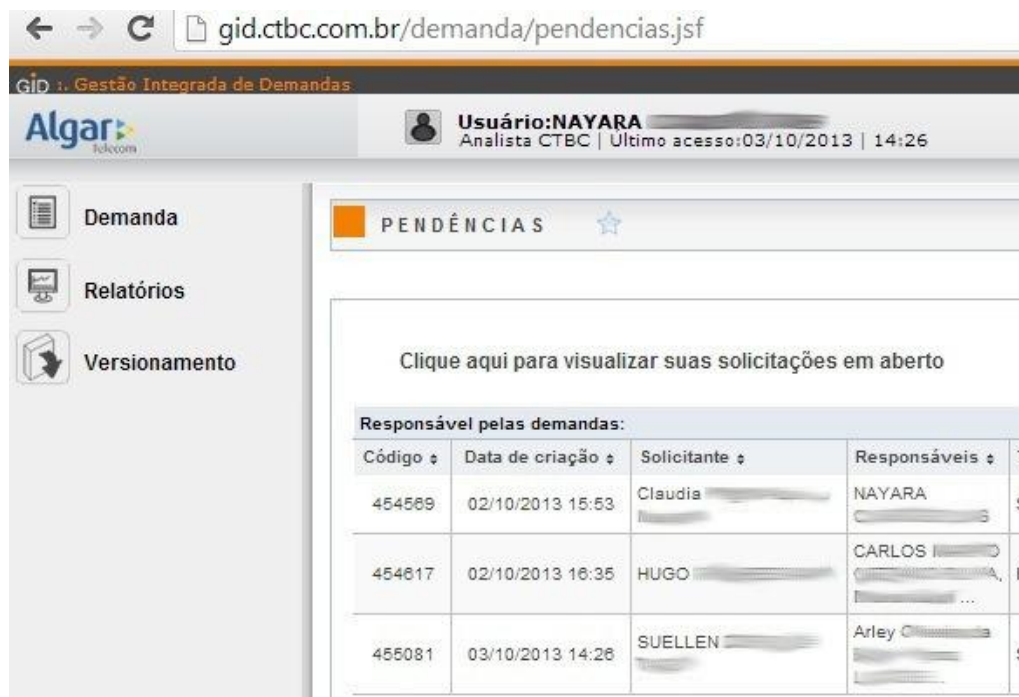 gid.ctbc.com.br/demanda/pendencias.jsf
GID :. Gestão Integrada de Demandas
Algar
Telecom
Usuário:NAYARA
Analista CTBC | Último acesso:03/10/2013 | 14:26
Demanda
Relatórios
Versionamento
PENDÊNCIAS
Clique aqui para visualizar suas solicitações em aberto
Responsável pelas demandas:
Código Data de criação Solicitante Responsáveis
454569 02/10/2013 15:53 Claudia NAYARA
454617 02/10/2013 16:35 HUGO CARLOS
...
455081 03/10/2013 14:26 SUELLEN Arley